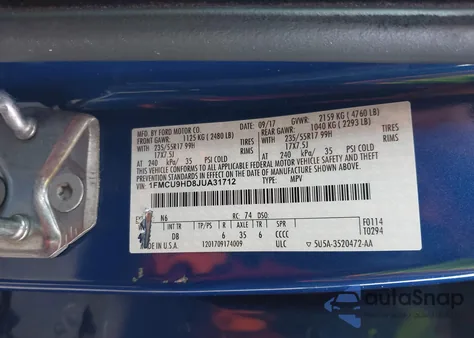 MFD. BY FORD MOTOR CO.
09/17 GVWR: 2159 KG ( 4760 LB)
FRONT GAWR: 1125 KG ( 2480 LB) REAR GAWR: 1040 KG ( 2293 LB)
WITH 235/55R17 99H WITH 235/55R17 99H
TIRES 17X7.5J 17X7.5J
RIMS
AT 240 kPa/ 35 PSI COLD AT 240 kPa/ 35 PSI COLD
THIS VEHICLE CONFORMS TO ALL APPLICABLE FEDERAL MOTOR VEHICLE SAFETY AND THEFT PREVENTION STANDARDS IN EFFECT ON THE DATE OF MANUFACTURE SHOWN ABOVE.
VIN: 1FMCU9HD8JUA31712
TYPE: MPV
N6 RC: 74 DSO: F0114
INT TR TP/PS R AXLE TR SPR T0294
DB 6 35 6 CCCC
MADE IN U.S.A. 1201709174009 ULC 5U5A-3520472-AA
autoSnap